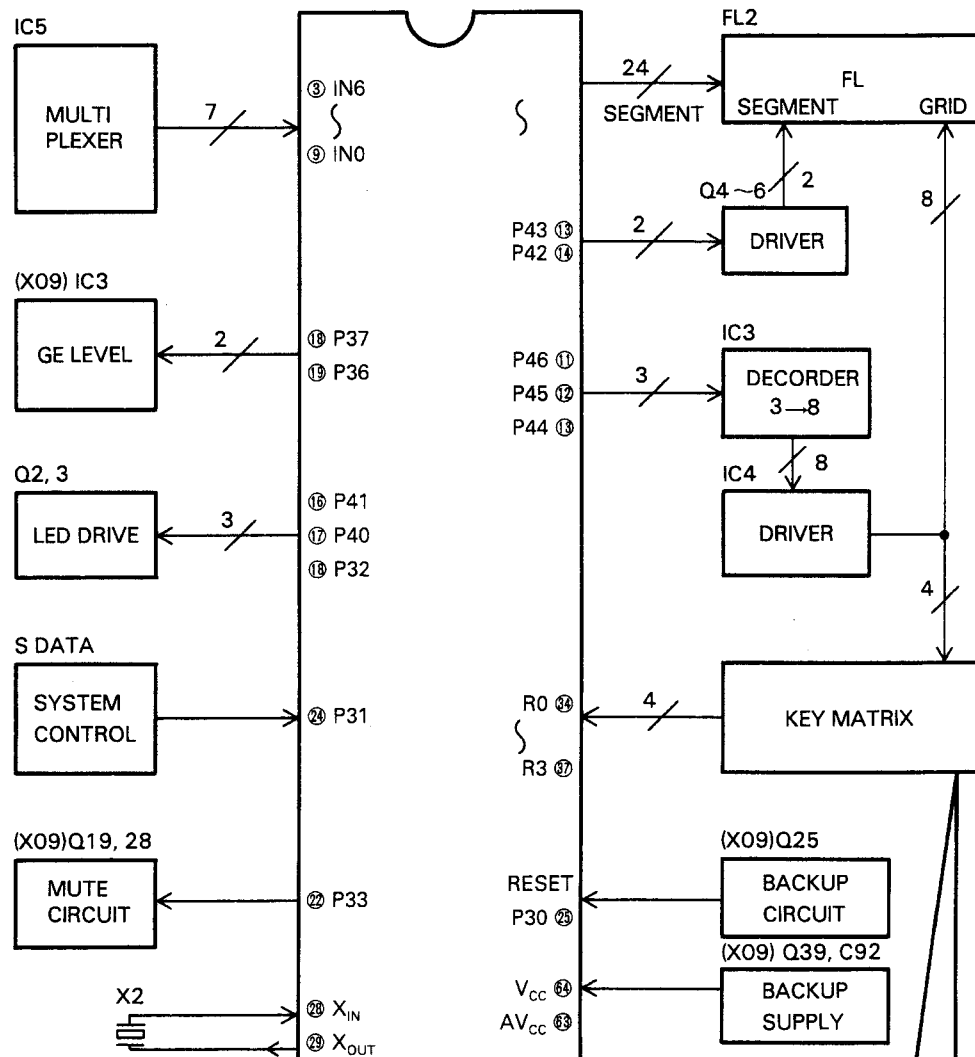 IC5
MULTI
PLEXER
7
③ IN6
⑨ IN0
(X09) IC3
GE LEVEL
2
⑱ P37
⑲ P36
Q2, 3
LED DRIVE
3
⑯ P41
⑰ P40
⑱ P32
S DATA
SYSTEM
CONTROL
㉔ P31
(X09)Q19, 28
MUTE
CIRCUIT
㉒ P33
X2
㉘ XIN
㉙ XOUT
FL2
24
SEGMENT
FL
SEGMENT GRID
2
8
Q4~6
P43 ⑬
P42 ⑭
2
DRIVER
IC3
P46 ⑪
P45 ⑫
P44 ⑬
3
DECORDER
3→8
8
IC4
DRIVER
4
R0 ㉞
R3 ㊲
4
KEY MATRIX
(X09)Q25
RESET
P30 ㉕
BACKUP
CIRCUIT
(X09) Q39, C92
VCC 64
AVCC 63
BACKUP
SUPPLY